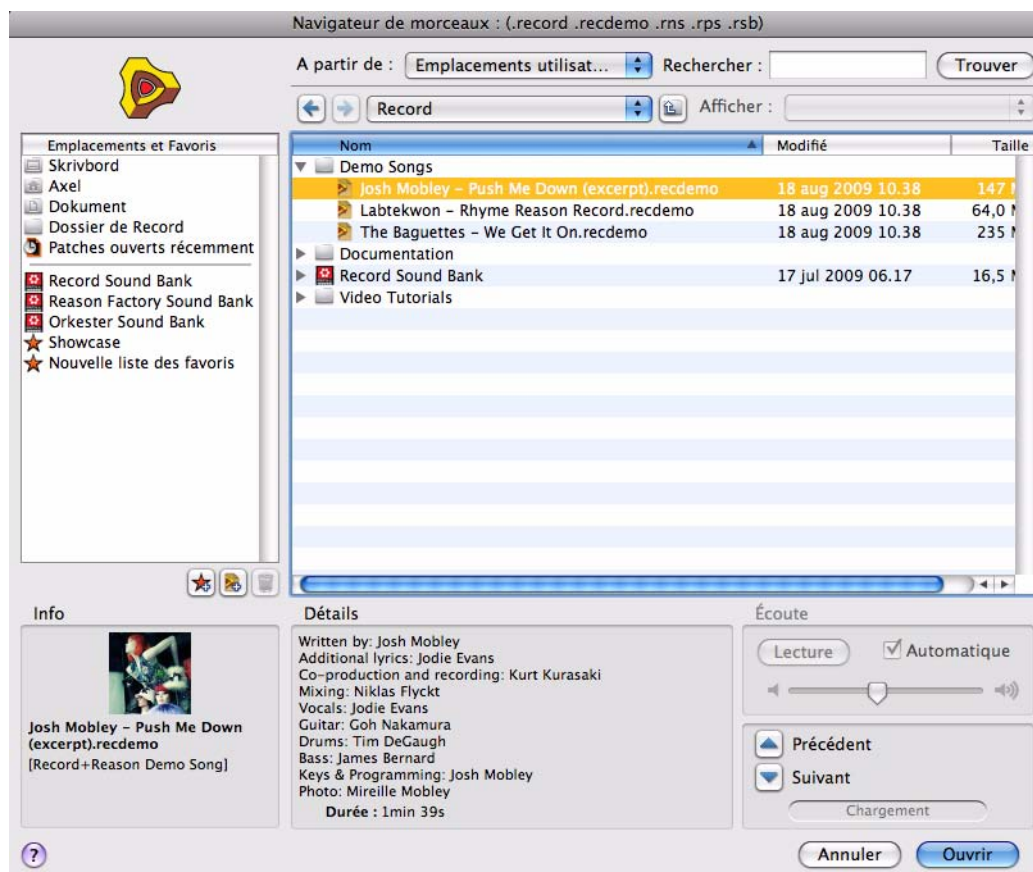 Navigateur de morceaux : (.record .recdemo .rns .rps .rsb)
A partir de : Emplacements utilisat... Rechercher : Trouver
Record Afficher :
Emplacements et Favoris
Skrivbord
Axel
Dokument
Dossier de Record
Patches ouverts récemment
Record Sound Bank
Reason Factory Sound Bank
Orkester Sound Bank
Showcase
Nouvelle liste des favoris
Nom Modifié Taille
Demo Songs
Josh Mobley – Push Me Down (excerpt).recdemo 18 aug 2009 10.38 147
Labtekwon – Rhyme Reason Record.recdemo 18 aug 2009 10.38 64,0
The Baguettes – We Get It On.recdemo 18 aug 2009 10.38 235
Documentation
Record Sound Bank 17 jul 2009 06.17 16,5
Video Tutorials
Info
Josh Mobley – Push Me Down
(excerpt).recdemo
[Record+Reason Demo Song]
Détails
Written by: Josh Mobley
Additional lyrics: Jodie Evans
Co-production and recording: Kurt Kurasaki
Mixing: Niklas Flyckt
Vocals: Jodie Evans
Guitar: Goh Nakamura
Drums: Tim DeGaugh
Bass: James Bernard
Keys & Programming: Josh Mobley
Photo: Mireille Mobley
Durée : 1min 39s
Écoute
Lecture Automatique
Précédent
Suivant
Chargement
? Annuler Ouvrir